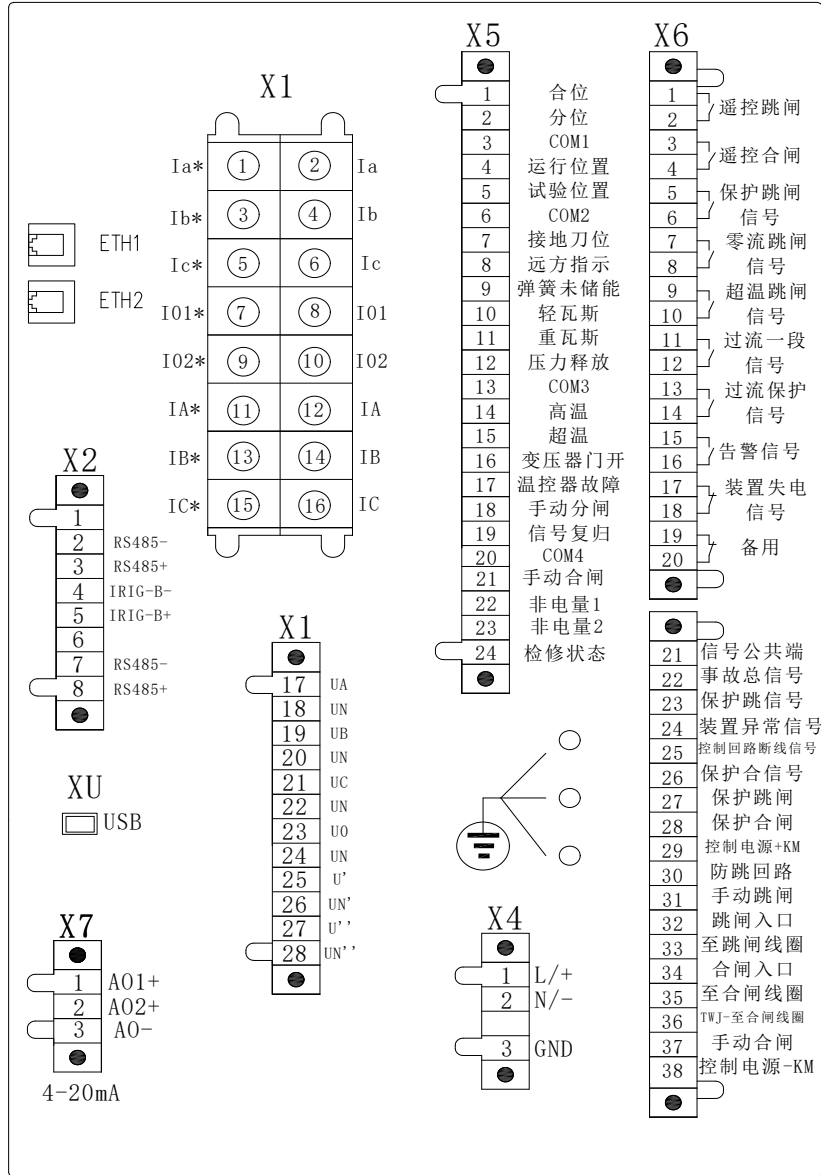 X1
Ia* 1 2 Ia
Ib* 3 4 Ib
Ic* 5 6 Ic
I01* 7 8 I01
I02* 9 10 I02
IA* 11 12 IA
IB* 13 14 IB
IC* 15 16 IC
ETH1
ETH2
X2
1
2 RS485-
3 RS485+
4 IRIG-B-
5 IRIG-B+
6
7 RS485-
8 RS485+
XU
USB
X7
1 AO1+
2 AO2+
3 AO-
4-20mA
X1
17 UA
18 UN
19 UB
20 UN
21 UC
22 UN
23 U0
24 UN
25 U'
26 UN'
27 U''
28 UN''
X5
1 合位
2 分位
3 COM1
4 运行位置
5 试验位置
6 COM2
7 接地刀位
8 远方指示
9 弹簧未储能
10 轻瓦斯
11 重瓦斯
12 压力释放
13 COM3
14 高温
15 超温
16 变压器门开
17 温控器故障
18 手动分闸
19 信号复归
20 COM4
21 手动合闸
22 非电量1
23 非电量2
24 检修状态
X4
1 L/+
2 N/-
3 GND
X6
1
遥控跳闸
2
3
遥控合闸
4
5 保护跳闸
6 信号
7 零流跳闸
8 信号
9 超温跳闸
10 信号
11 过流一段
12 信号
13 过流保护
14 信号
15
告警信号
16
17 装置失电
18 信号
19
备用
20
21 信号公共端
22 事故总信号
23 保护跳信号
24 装置异常信号
25 控制回路断线信号
26 保护合信号
27 保护跳闸
28 保护合闸
29 控制电源+KM
30 防跳回路
31 手动跳闸
32 跳闸入口
33 至跳闸线圈
34 合闸入口
35 至合闸线圈
36 TWJ-至合闸线圈
37 手动合闸
38 控制电源-KM